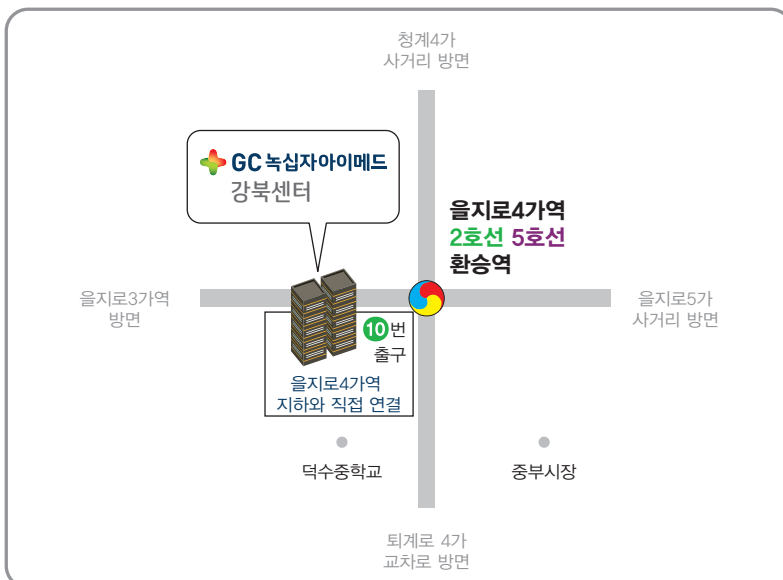 청계4가
사거리 방면
GC 녹십자아이메드
강북센터
을지로4가역
2호선 5호선
환승역
을지로3가역
방면
을지로5가
사거리 방면
10번
출구
을지로4가역
지하와 직접 연결
덕수중학교
중부시장
퇴계로 4가
교차로 방면